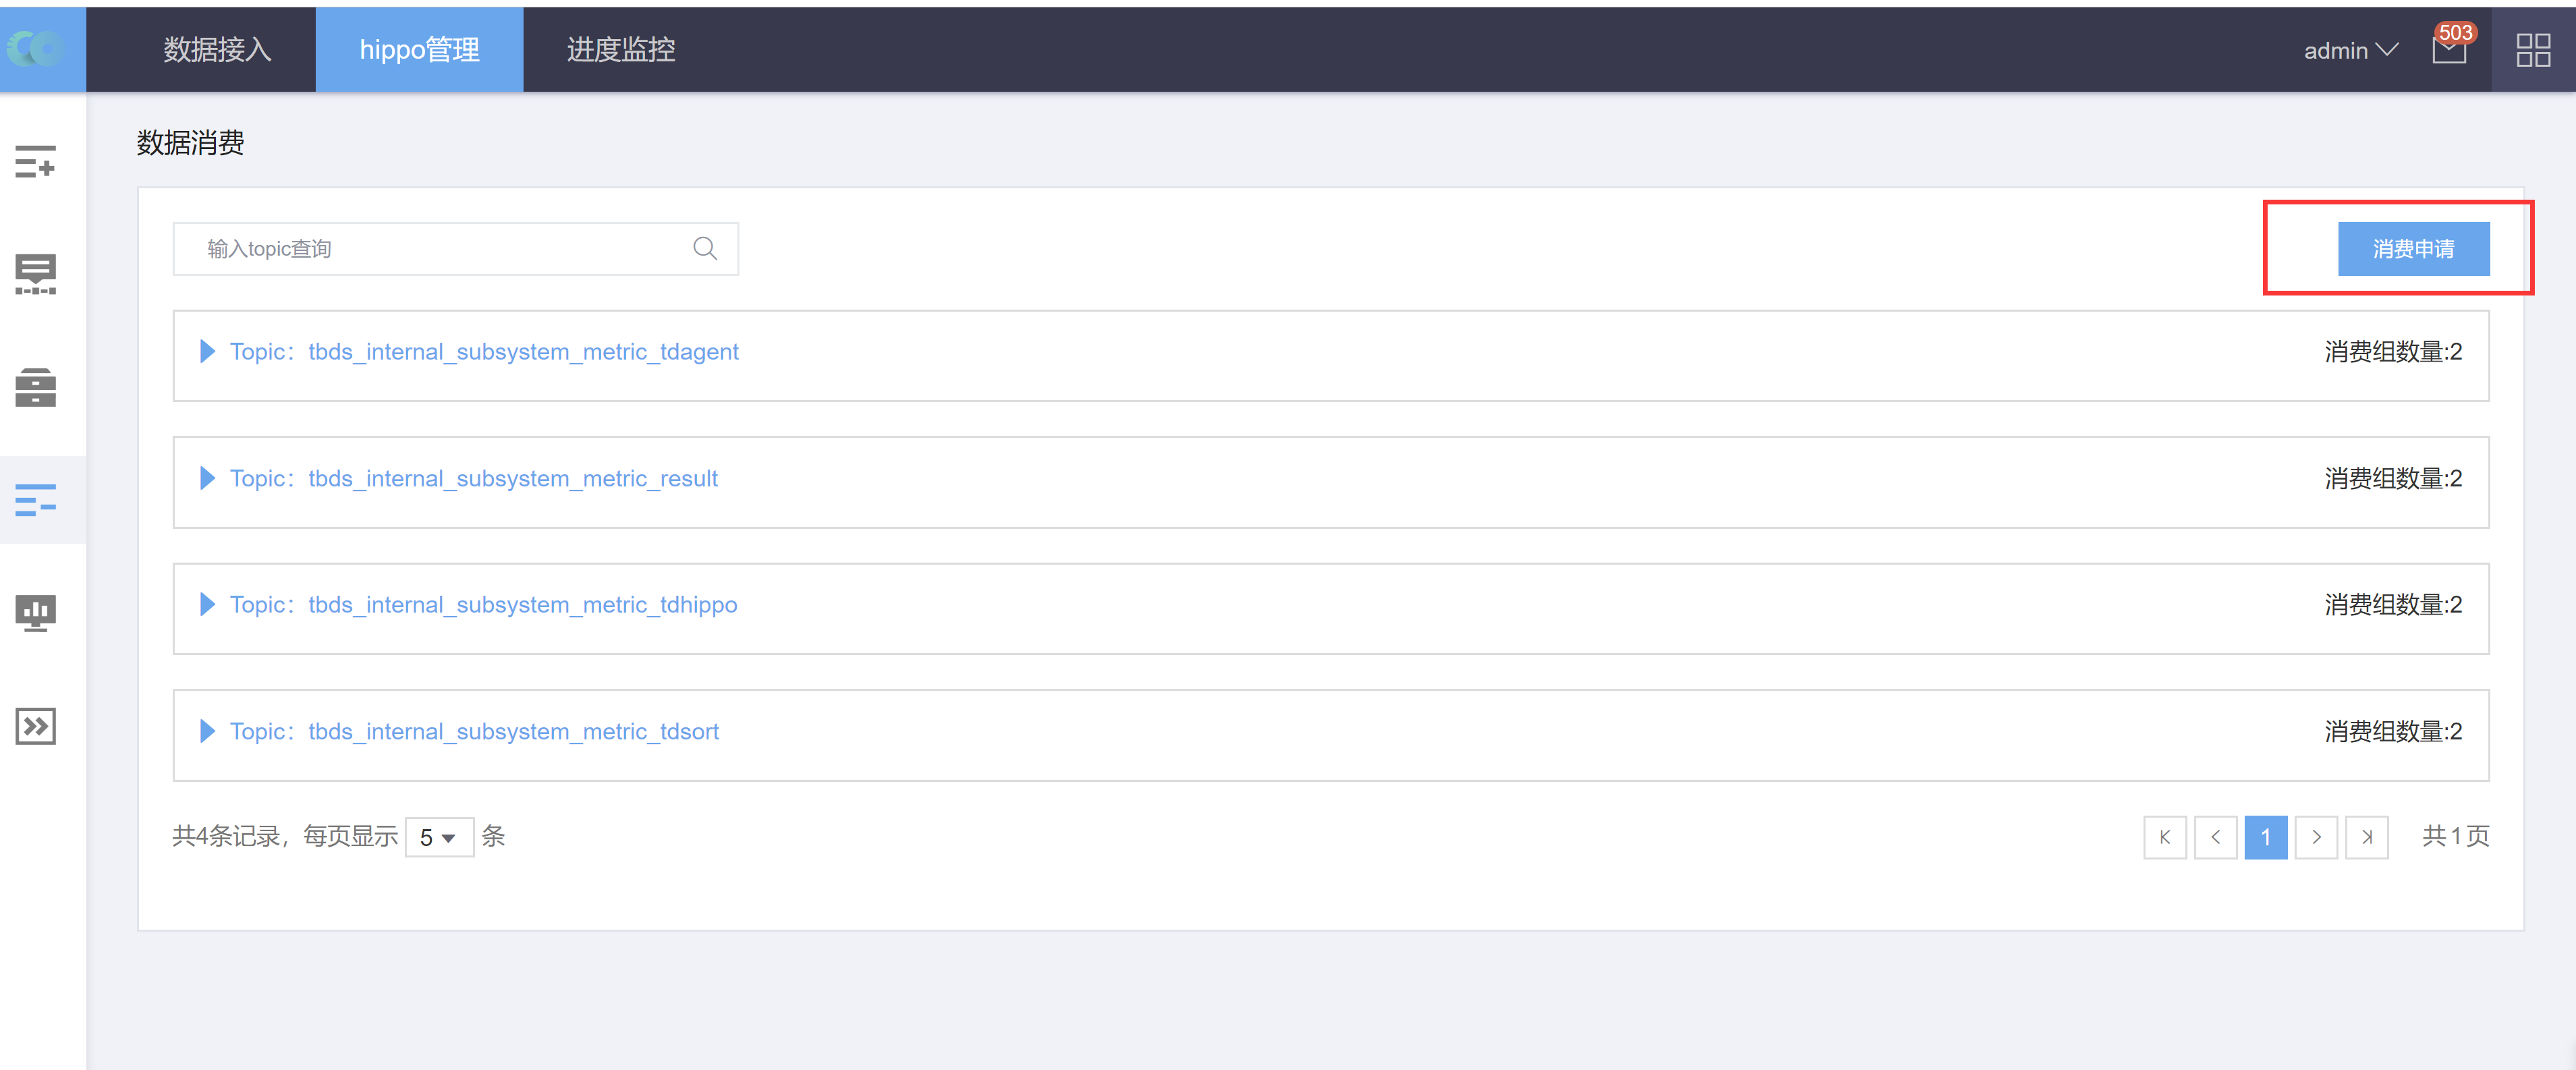 数据接入 hippo管理 进度监控 admin 503
数据消费
输入topic查询 消费申请
Topic：tbds_internal_subsystem_metric_tdagent 消费组数量:2
Topic：tbds_internal_subsystem_metric_result 消费组数量:2
Topic：tbds_internal_subsystem_metric_tdhippo 消费组数量:2
Topic：tbds_internal_subsystem_metric_tdsort 消费组数量:2
共4条记录，每页显示 5 条 1 共1页